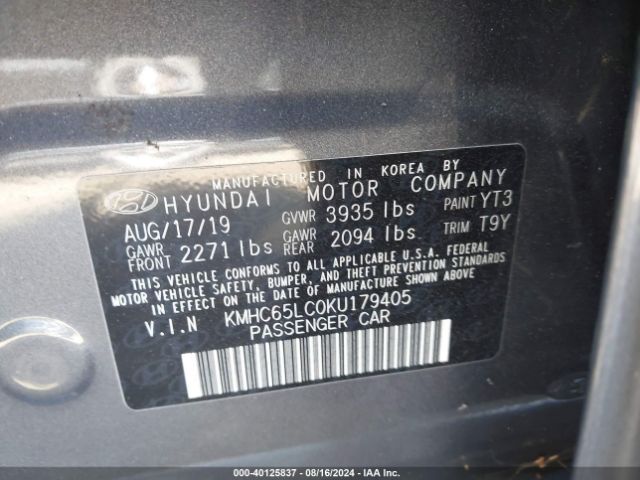 MANUFACTURED IN KOREA BY
HYUNDAI MOTOR COMPANY
AUG/17/19 GVWR 3935 lbs PAINT YT3
GAWR FRONT 2271 lbs GAWR REAR 2094 lbs TRIM T9Y
THIS VEHICLE CONFORMS TO ALL APPLICABLE U.S.A. FEDERAL
MOTOR VEHICLE SAFETY, BUMPER, AND THEFT PREVENTION STANDARDS
IN EFFECT ON THE DATE OF MANUFACTURE SHOWN ABOVE.
V.I.N KMHC65LC0KU179405
PASSENGER CAR
000-40125837 - 08/16/2024 - IAAI.COM